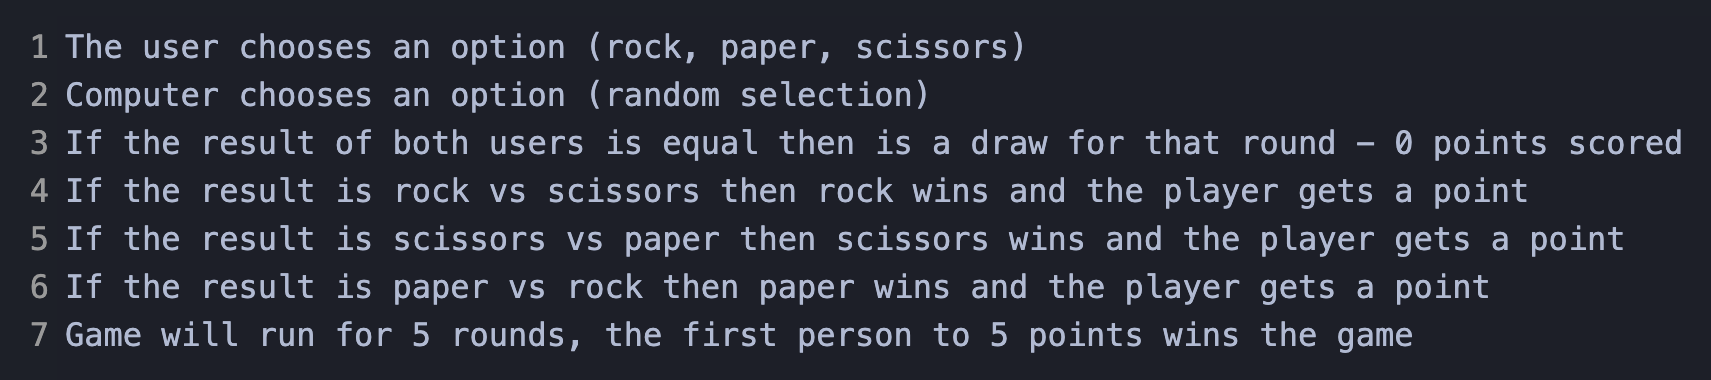 1 The user chooses an option (rock, paper, scissors)
2 Computer chooses an option (random selection)
3 If the result of both users is equal then is a draw for that round – 0 points scored
4 If the result is rock vs scissors then rock wins and the player gets a point
5 If the result is scissors vs paper then scissors wins and the player gets a point
6 If the result is paper vs rock then paper wins and the player gets a point
7 Game will run for 5 rounds, the first person to 5 points wins the game